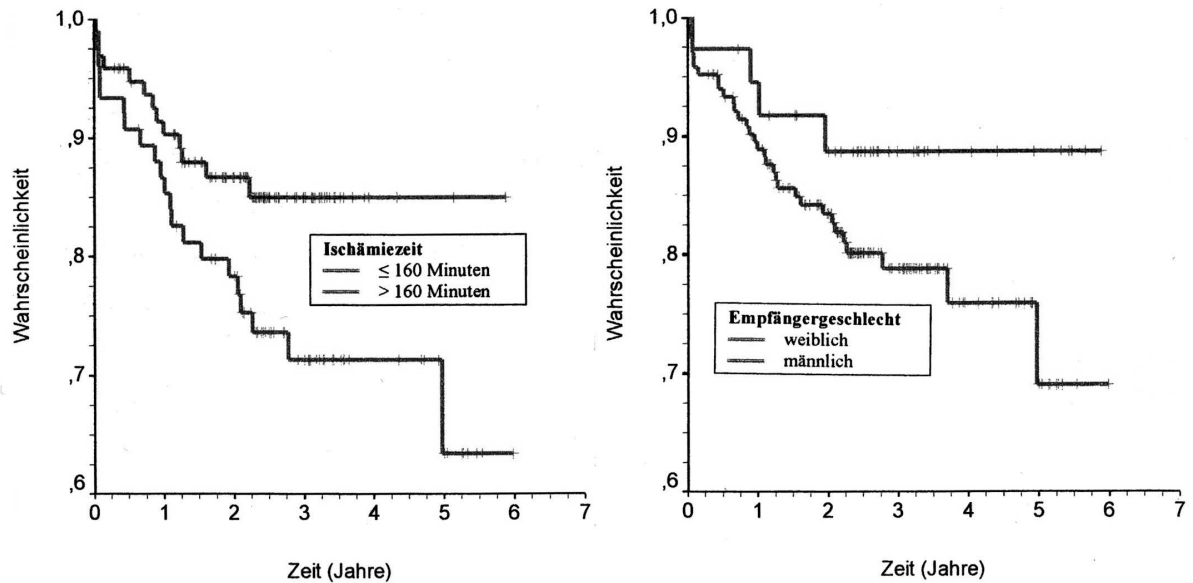 1,0
,9
,8
,7
,6
Wahrscheinlichkeit
Ischämiezeit
≤ 160 Minuten
> 160 Minuten
0 1 2 3 4 5 6 7
Zeit (Jahre)
1,0
,9
,8
,7
,6
Wahrscheinlichkeit
Empfängergeschlecht
weiblich
männlich
0 1 2 3 4 5 6 7
Zeit (Jahre)